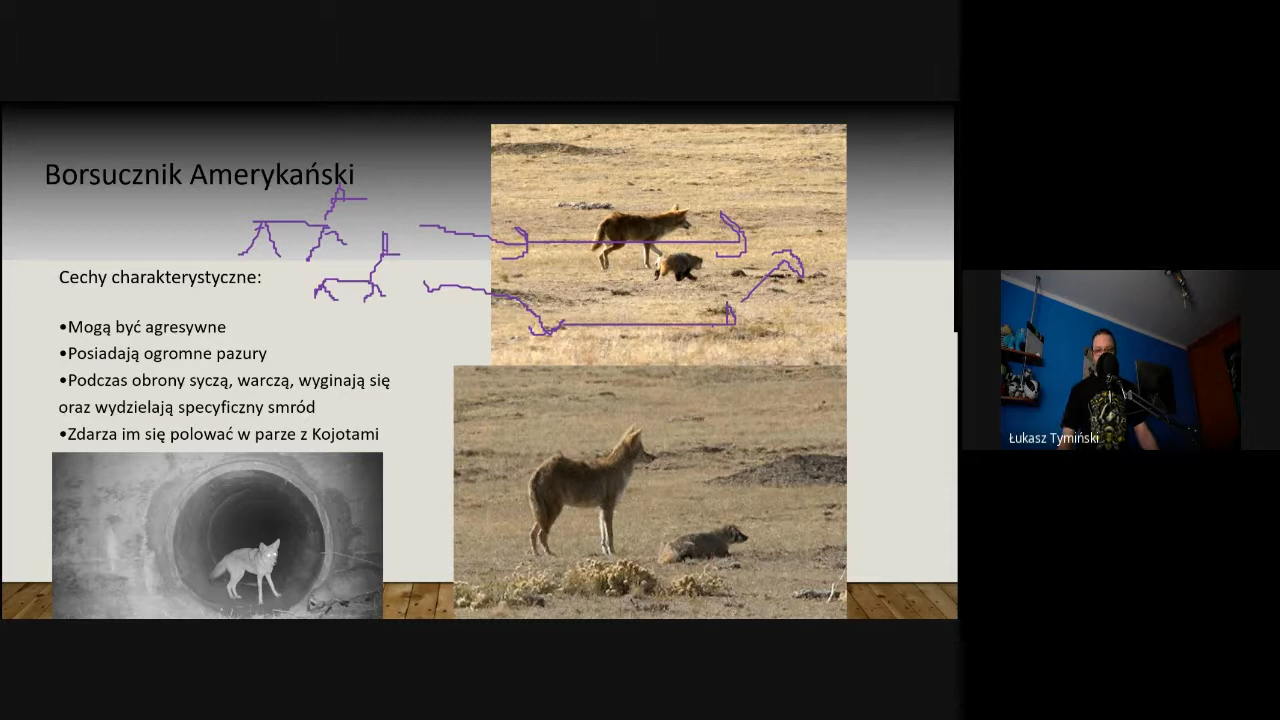 Borsucznik Amerykański
Cechy charakterystyczne:
•Mogą być agresywne
•Posiadają ogromne pazury
•Podczas obrony syczą, warczą, wyginają się
oraz wydzielają specyficzny smród
•Zdarza im się polować w parze z Kojotami
Łukasz Tymiński